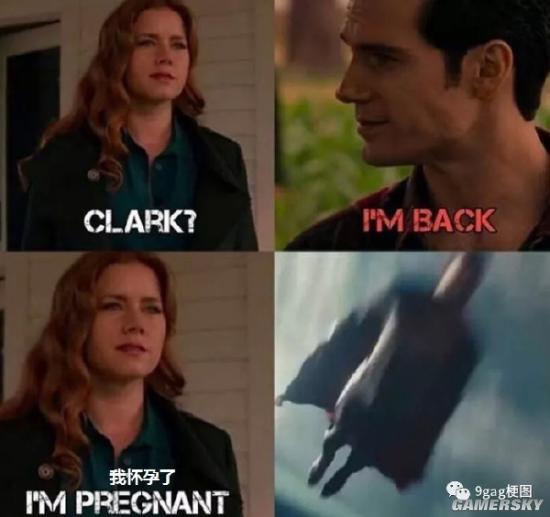 CLARK?
I'M BACK
我怀孕了
I'M PREGNANT
9gag梗图
GAMERSKY